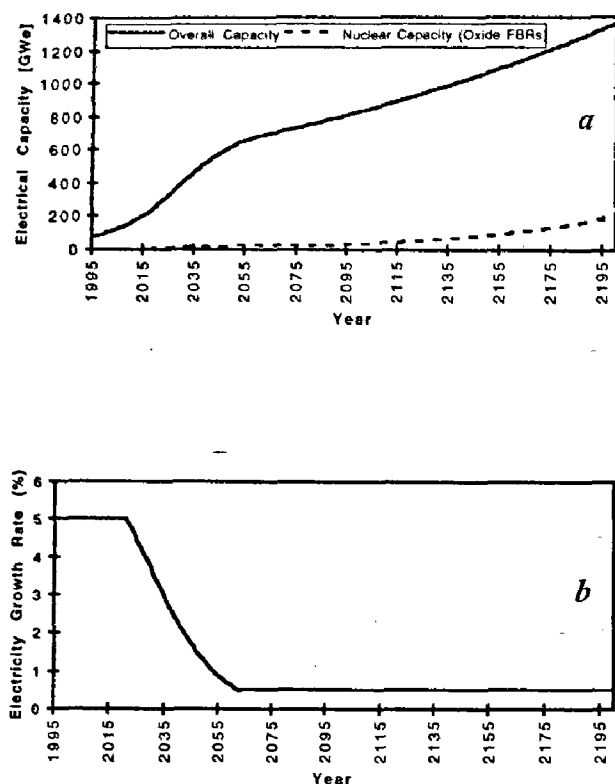 1400
Overall Capacity Nuclear Capacity (Oxide FBRs)
1200
1000
800
600
400
200
0
Electrical Capacity [GWe]
a
1995 2015 2035 2055 2075 2095 2115 2135 2155 2175 2195
Year
6
5
4
3
2
1
0
Electricity Growth Rate (%)
b
1995 2015 2035 2055 2075 2095 2115 2135 2155 2175 2195
Year